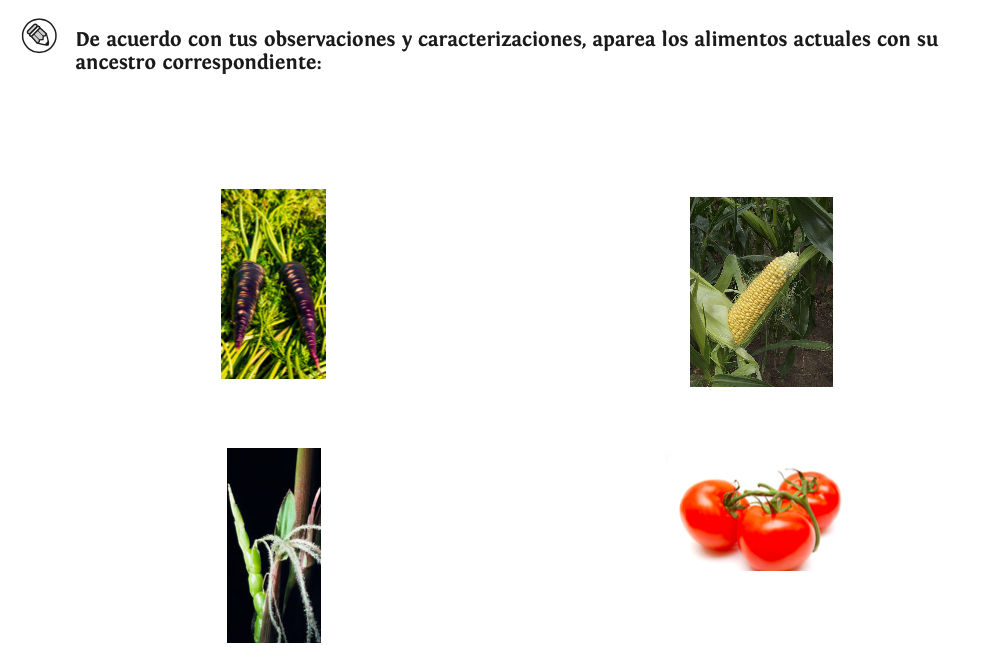 De acuerdo con tus observaciones y caracterizaciones, aparea los alimentos actuales con su
ancestro correspondiente: